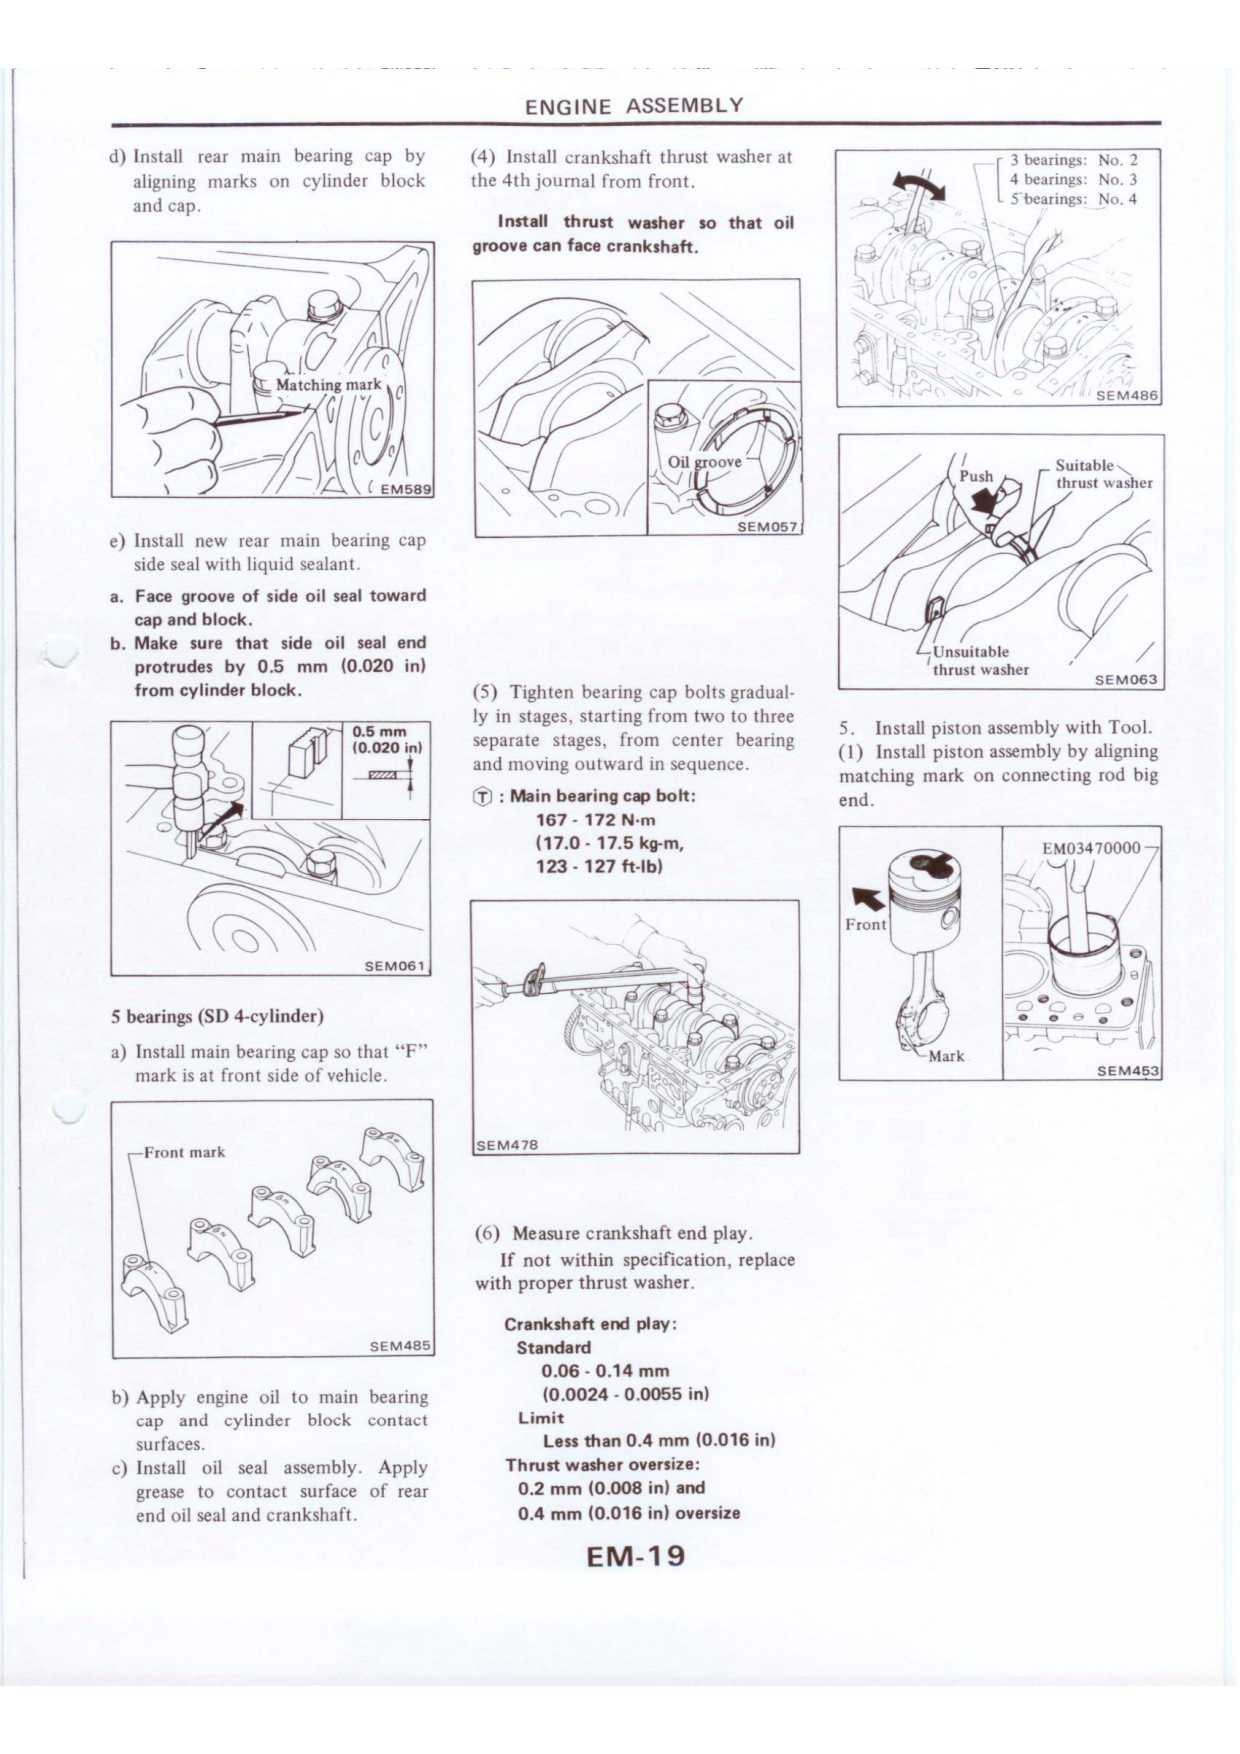 ENGINE ASSEMBLY
d) Install rear main bearing cap by
aligning marks on cylinder block
and cap.
Matching mark
EM589
e) Install new rear main bearing cap
side seal with liquid sealant.
a. Face groove of side oil seal toward
cap and block.
b. Make sure that side oil seal end
protrudes by 0.5 mm (0.020 in)
from cylinder block.
0.5 mm
(0.020 in)
SEM061
5 bearings (SD 4-cylinder)
a) Install main bearing cap so that “F”
mark is at front side of vehicle.
Front mark
SEM485
b) Apply engine oil to main bearing
cap and cylinder block contact
surfaces.
c) Install oil seal assembly. Apply
grease to contact surface of rear
end oil seal and crankshaft.
(4) Install crankshaft thrust washer at
the 4th journal from front.
Install thrust washer so that oil
groove can face crankshaft.
Oil groove
SEM057
(5) Tighten bearing cap bolts gradual-
ly in stages, starting from two to three
separate stages, from center bearing
and moving outward in sequence.
Ⓣ : Main bearing cap bolt:
167 - 172 N·m
(17.0 - 17.5 kg-m,
123 - 127 ft-lb)
SEM478
(6) Measure crankshaft end play.
If not within specification, replace
with proper thrust washer.
Crankshaft end play:
Standard
0.06 - 0.14 mm
(0.0024 - 0.0055 in)
Limit
Less than 0.4 mm (0.016 in)
Thrust washer oversize:
0.2 mm (0.008 in) and
0.4 mm (0.016 in) oversize
3 bearings: No. 2
4 bearings: No. 3
5 bearings: No. 4
SEM486
Push
Suitable
thrust washer
Unsuitable
thrust washer
SEM063
5. Install piston assembly with Tool.
(1) Install piston assembly by aligning
matching mark on connecting rod big
end.
EM03470000
Front
Mark
SEM453
EM-19